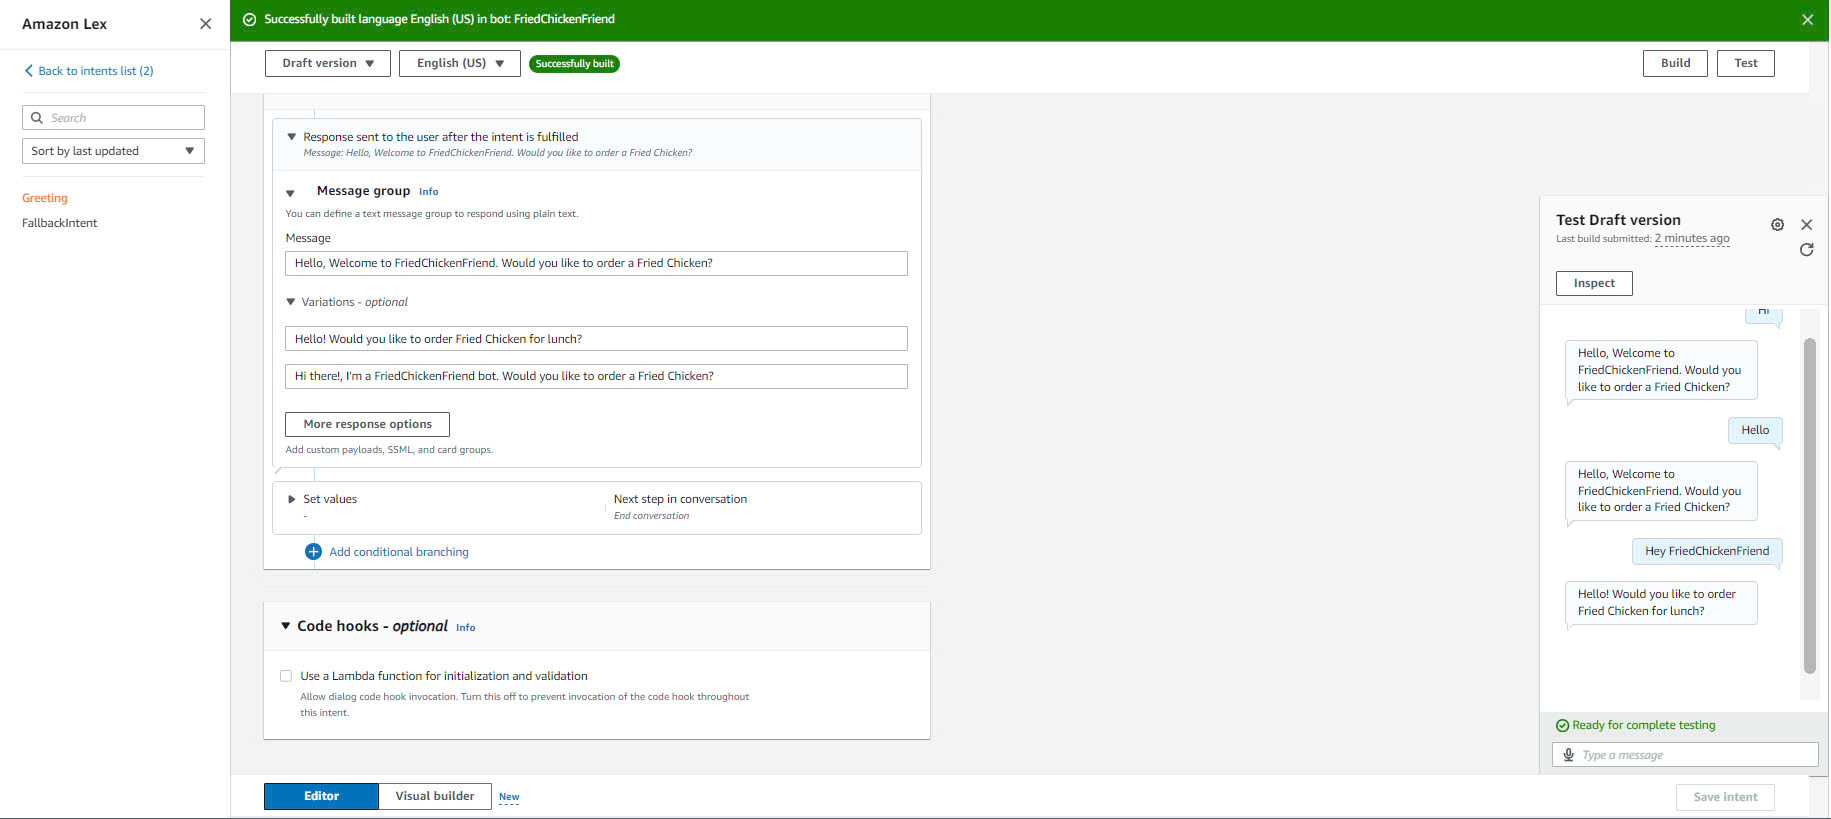 Amazon Lex
Back to intents list (2)
Search
Sort by last updated
Greeting
FallbackIntent
Successfully built language English (US) in bot: FriedChickenFriend
Draft version
English (US)
Successfully built
Build
Test
Response sent to the user after the intent is fulfilled
Message: Hello, Welcome to FriedChickenFriend. Would you like to order a Fried Chicken?
Message group Info
You can define a text message group to respond using plain text.
Message
Hello, Welcome to FriedChickenFriend. Would you like to order a Fried Chicken?
Variations - optional
Hello! Would you like to order Fried Chicken for lunch?
Hi there!, I'm a FriedChickenFriend bot. Would you like to order a Fried Chicken?
More response options
Add custom payloads, SSML, and card groups.
Set values
-
Next step in conversation
End conversation
Add conditional branching
Code hooks - optional Info
Use a Lambda function for initialization and validation
Allow dialog code hook invocation. Turn this off to prevent invocation of the code hook throughout
this intent.
Editor
Visual builder
New
Save intent
Test Draft version
Last build submitted: 2 minutes ago
Inspect
Hi
Hello, Welcome to
FriedChickenFriend. Would you
like to order a Fried Chicken?
Hello
Hello, Welcome to
FriedChickenFriend. Would you
like to order a Fried Chicken?
Hey FriedChickenFriend
Hello! Would you like to order
Fried Chicken for lunch?
Ready for complete testing
Type a message